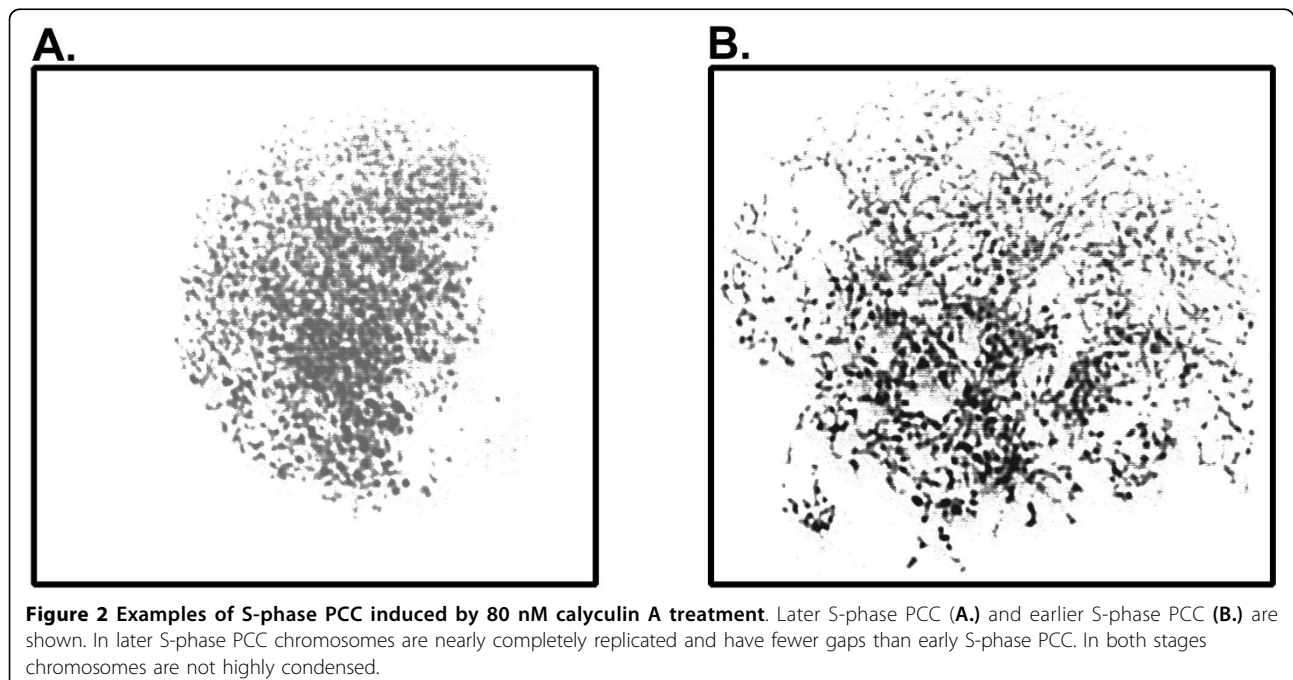 A.
B.
Figure 2 Examples of S-phase PCC induced by 80 nM calyculin A treatment. Later S-phase PCC (A.) and earlier S-phase PCC (B.) are
shown. In later S-phase PCC chromosomes are nearly completely replicated and have fewer gaps than early S-phase PCC. In both stages
chromosomes are not highly condensed.